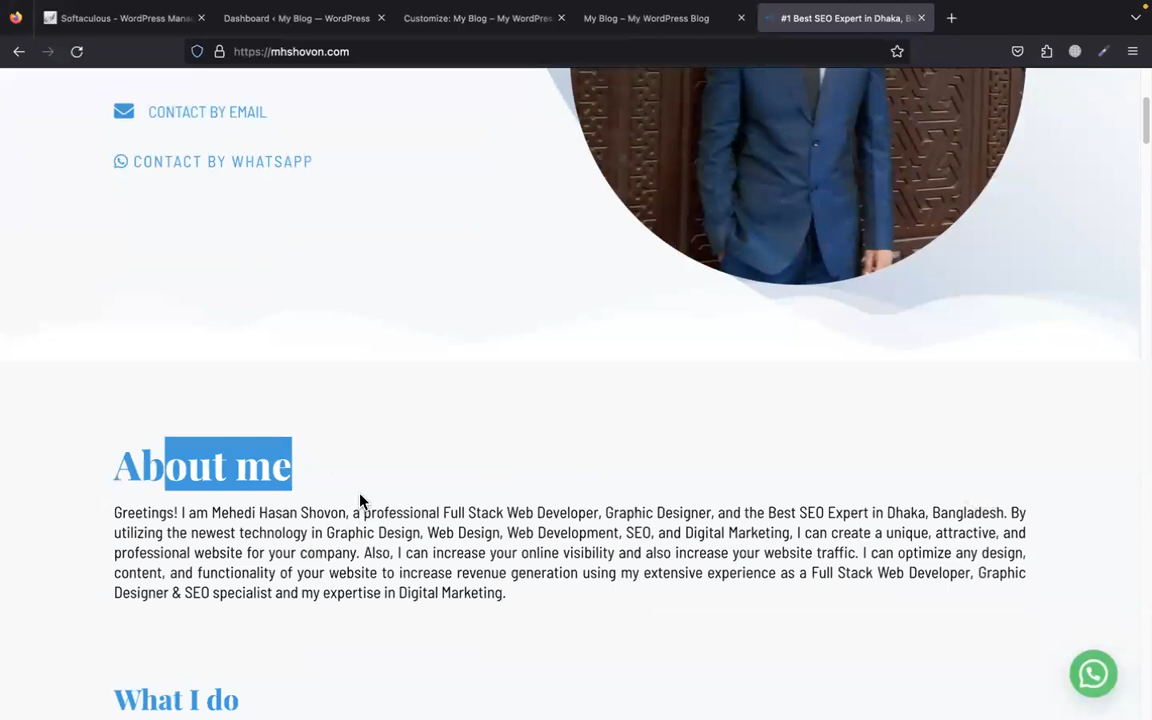 Softaculous - WordPress Mana
Dashboard ‹ My Blog — WordPress
Customize: My Blog – My WordPres
My Blog – My WordPress Blog
#1 Best SEO Expert in Dhaka, B
https://mhshovon.com
CONTACT BY EMAIL
CONTACT BY WHATSAPP
About me
Greetings! I am Mehedi Hasan Shovon, a professional Full Stack Web Developer, Graphic Designer, and the Best SEO Expert in Dhaka, Bangladesh. By
utilizing the newest technology in Graphic Design, Web Design, Web Development, SEO, and Digital Marketing, I can create a unique, attractive, and
professional website for your company. Also, I can increase your online visibility and also increase your website traffic. I can optimize any design,
content, and functionality of your website to increase revenue generation using my extensive experience as a Full Stack Web Developer, Graphic
Designer & SEO specialist and my expertise in Digital Marketing.
What I do